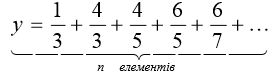 y = 1/3 + 4/3 + 4/5 + 6/5 + 6/7 + ...
n елементів